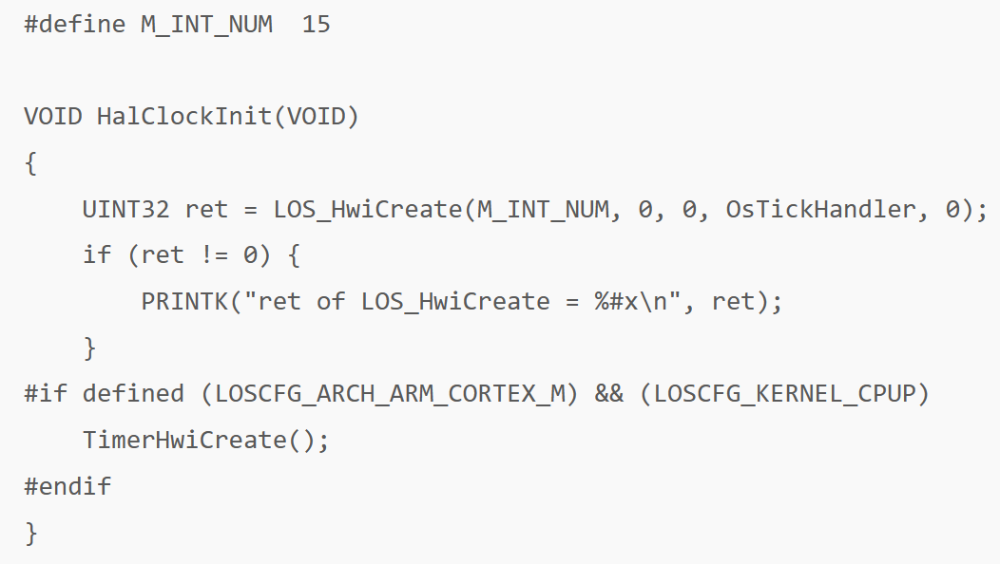 #define M_INT_NUM  15

VOID HalClockInit(VOID)
{
    UINT32 ret = LOS_HwiCreate(M_INT_NUM, 0, 0, OsTickHandler, 0);
    if (ret != 0) {
        PRINTK("ret of LOS_HwiCreate = %#x\n", ret);
    }
#if defined (LOSCFG_ARCH_ARM_CORTEX_M) && (LOSCFG_KERNEL_CPUP)
    TimerHwiCreate();
#endif
}